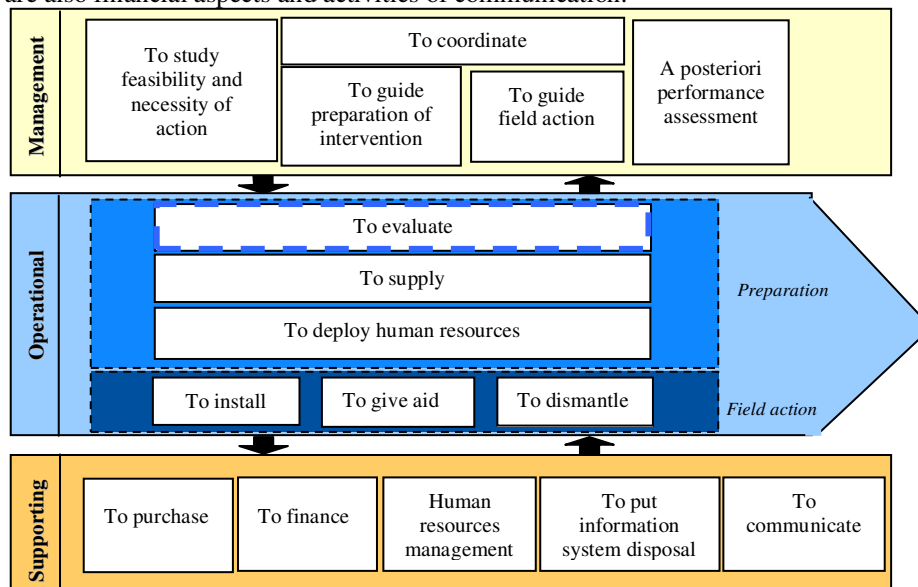 are also financial aspects and activities of communication.
Management
To study
feasibility and
necessity of
action
To coordinate
To guide
preparation of
intervention
To guide
field action
A posteriori
performance
assessment
Operational
To evaluate
To supply
To deploy human resources
Preparation
To install
To give aid
To dismantle
Field action
Supporting
To purchase
To finance
Human
resources
management
To put
information
system disposal
To
communicate